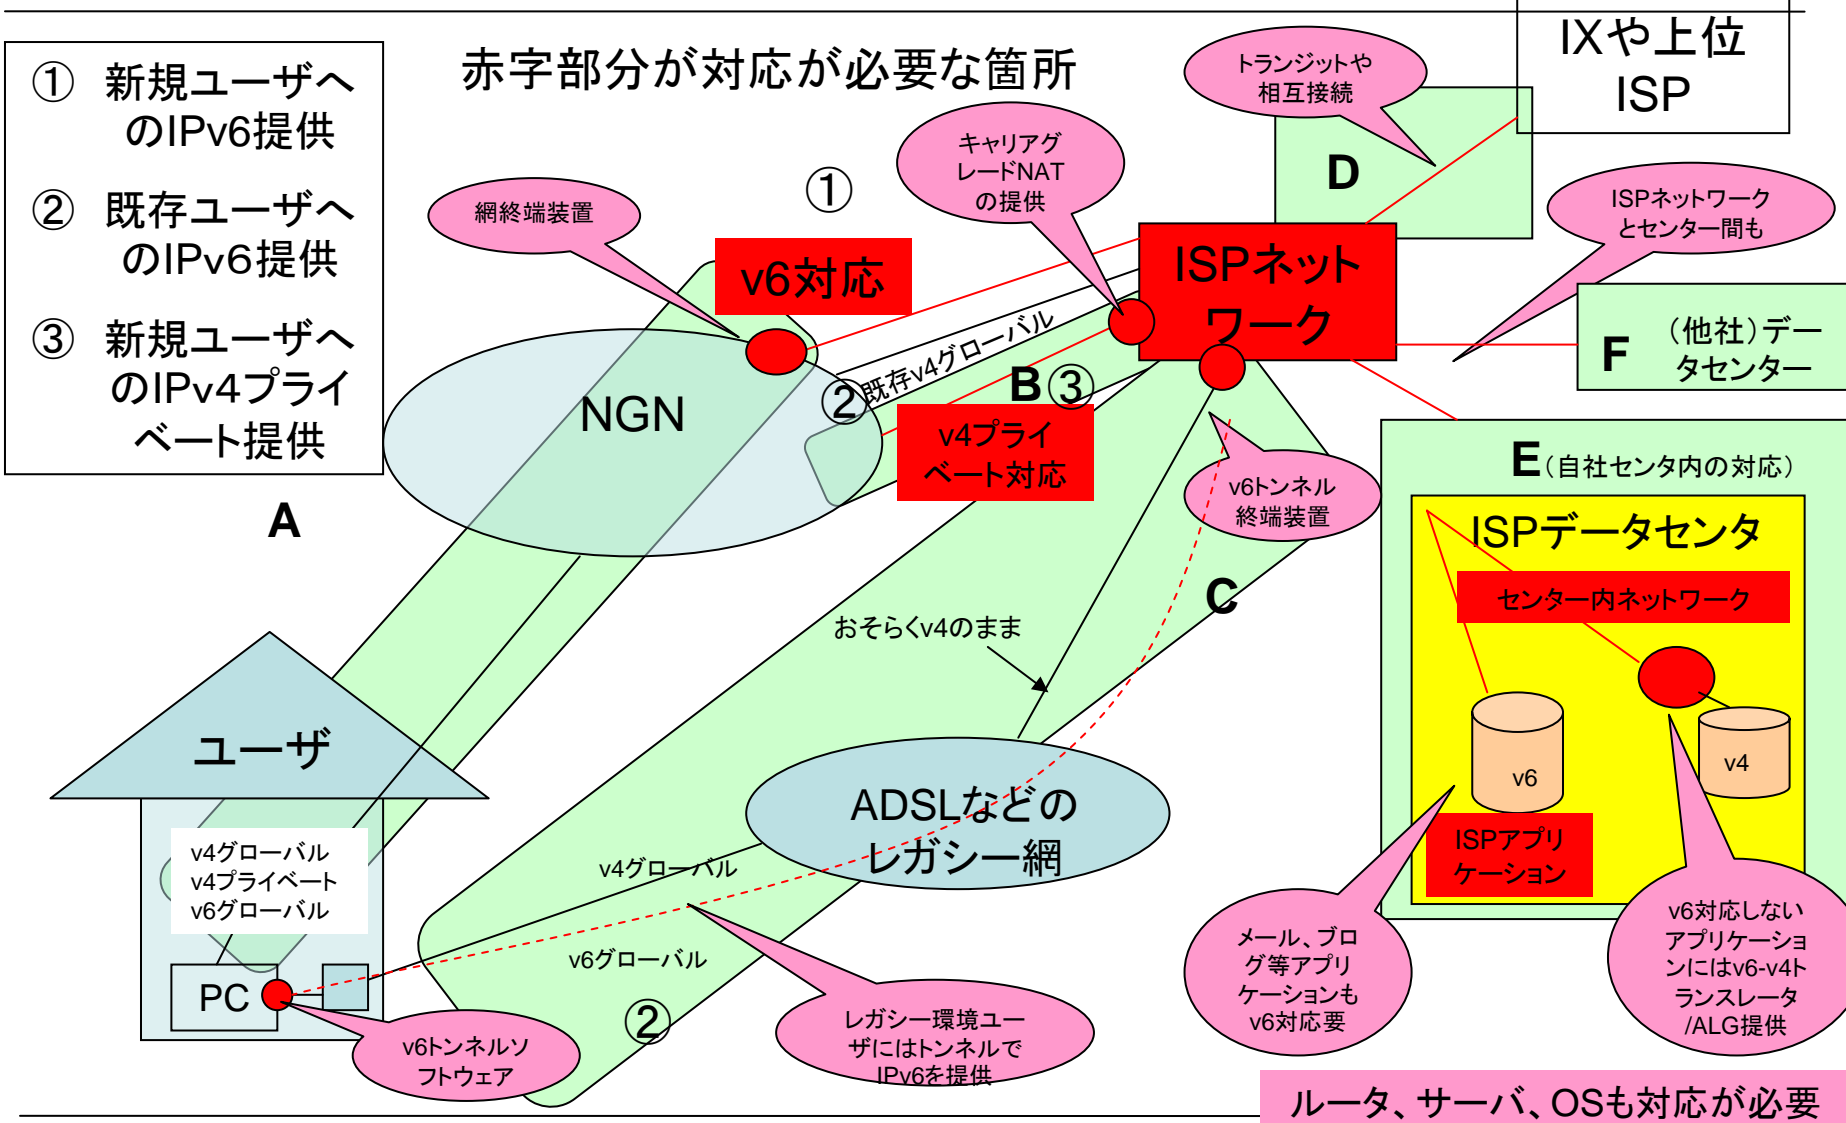 赤字部分が対応が必要な箇所
① 新規ユーザへ
のIPv6提供
② 既存ユーザへ
のIPv6提供
③ 新規ユーザへ
のIPv4プライ
ベート提供
IXや上位
ISP
トランジットや
相互接続
D
キャリアグ
レードNAT
の提供
①
網終端装置
v6対応
ISPネット
ワーク
ISPネットワーク
とセンター間も
F
（他社）デー
タセンター
NGN
②
既存v4グローバル
B
③
v4プライ
ベート対応
A
v6トンネル
終端装置
C
おそらくv4のまま
E（自社センタ内の対応）
ISPデータセンタ
センター内ネットワーク
v6
v4
ISPアプリ
ケーション
メール、ブロ
グ等アプリ
ケーションも
v6対応要
v6対応しない
アプリケーショ
ンにはv6-v4ト
ランスレータ
/ALG提供
ユーザ
v4グローバル
v4プライベート
v6グローバル
PC
v6トンネルソ
フトウェア
ADSLなどの
レガシー網
v4グローバル
v6グローバル
②
レガシー環境ユー
ザにはトンネルで
IPv6を提供
ルータ、サーバ、OSも対応が必要